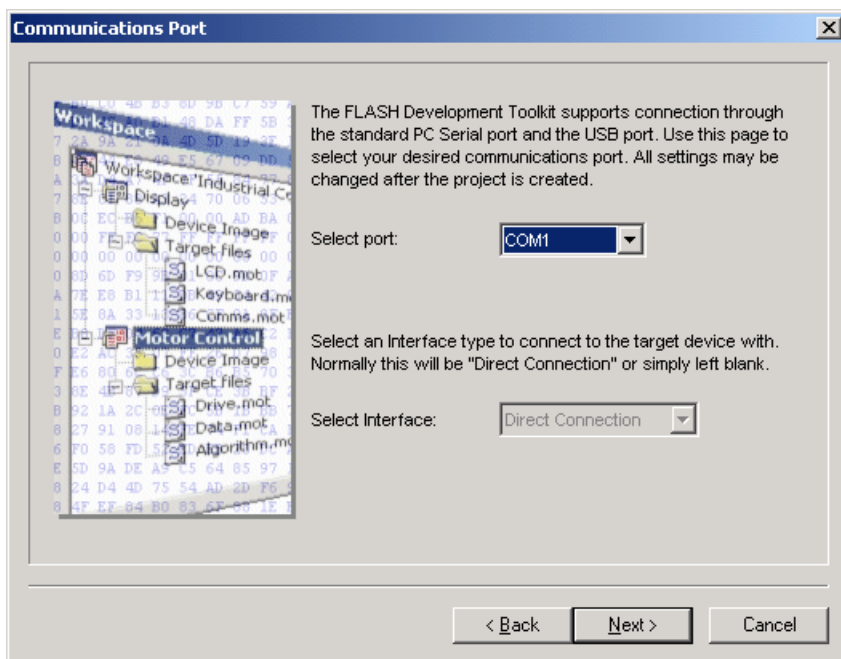 Communications Port
The FLASH Development Toolkit supports connection through
the standard PC Serial port and the USB port. Use this page to
select your desired communications port. All settings may be
changed after the project is created.
Select port:
COM1
Select an Interface type to connect to the target device with.
Normally this will be "Direct Connection" or simply left blank.
Select Interface:
Direct Connection
Workspace
Workspace 'Industrial Co
Display
Device Image
Target files
LCD.mot
Keyboard.m
Comms.mot
Motor Control
Device Image
Target files
Drive.mot
Data.mot
Algorithm.m
< Back
Next >
Cancel